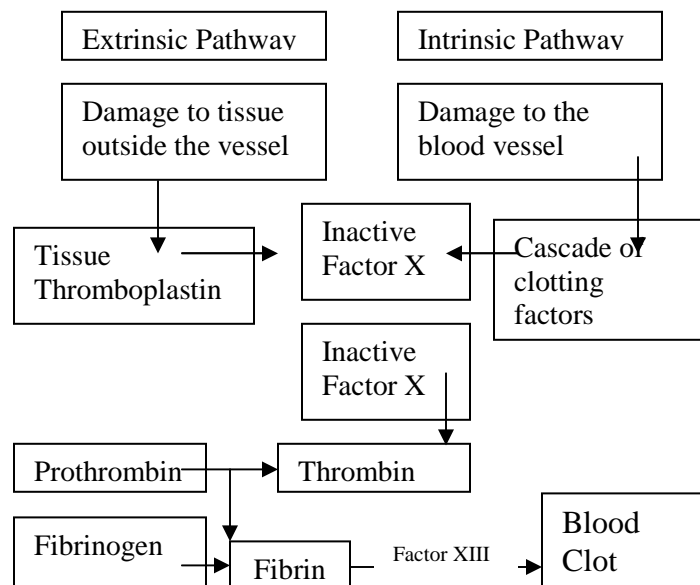 Extrinsic Pathway
Intrinsic Pathway
Damage to tissue
outside the vessel
Damage to the
blood vessel
Tissue
Thromboplastin
Inactive
Factor X
Cascade of
clotting
factors
Inactive
Factor X
Prothrombin
Thrombin
Fibrinogen
Fibrin
Factor XIII
Blood
Clot